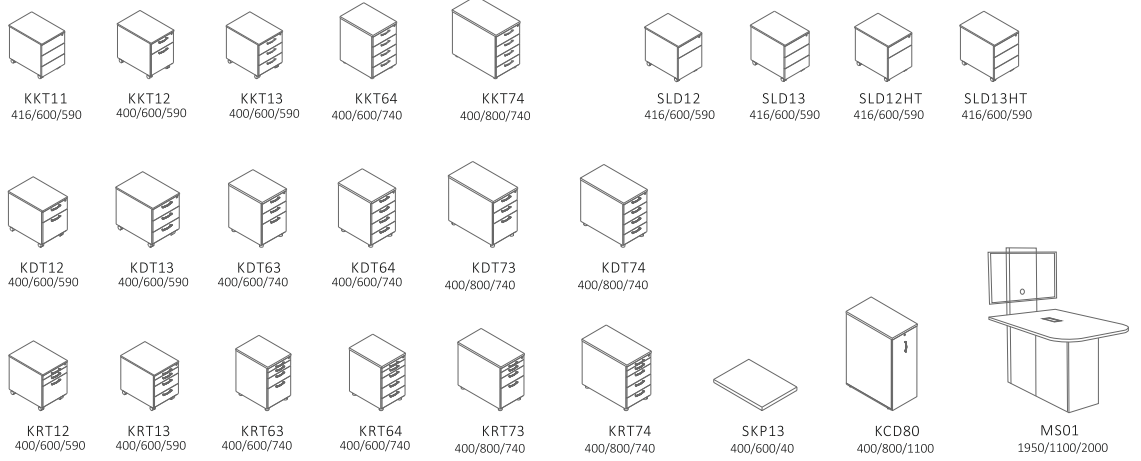 KKT11 KKT12 KKT13 KKT64 KKT74 SLD12 SLD13 SLD12HT SLD13HT
416/600/590 400/600/590 400/600/590 400/600/740 400/800/740 416/600/590 416/600/590 416/600/590 416/600/590
KDT12 KDT13 KDT63 KDT64 KDT73 KDT74
400/600/590 400/600/590 400/600/740 400/600/740 400/800/740 400/800/740
KRT12 KRT13 KRT63 KRT64 KRT73 KRT74 SKP13 KCD80 MS01
400/600/590 400/600/590 400/600/740 400/600/740 400/800/740 400/800/740 400/600/40 400/800/1100 1950/1100/2000